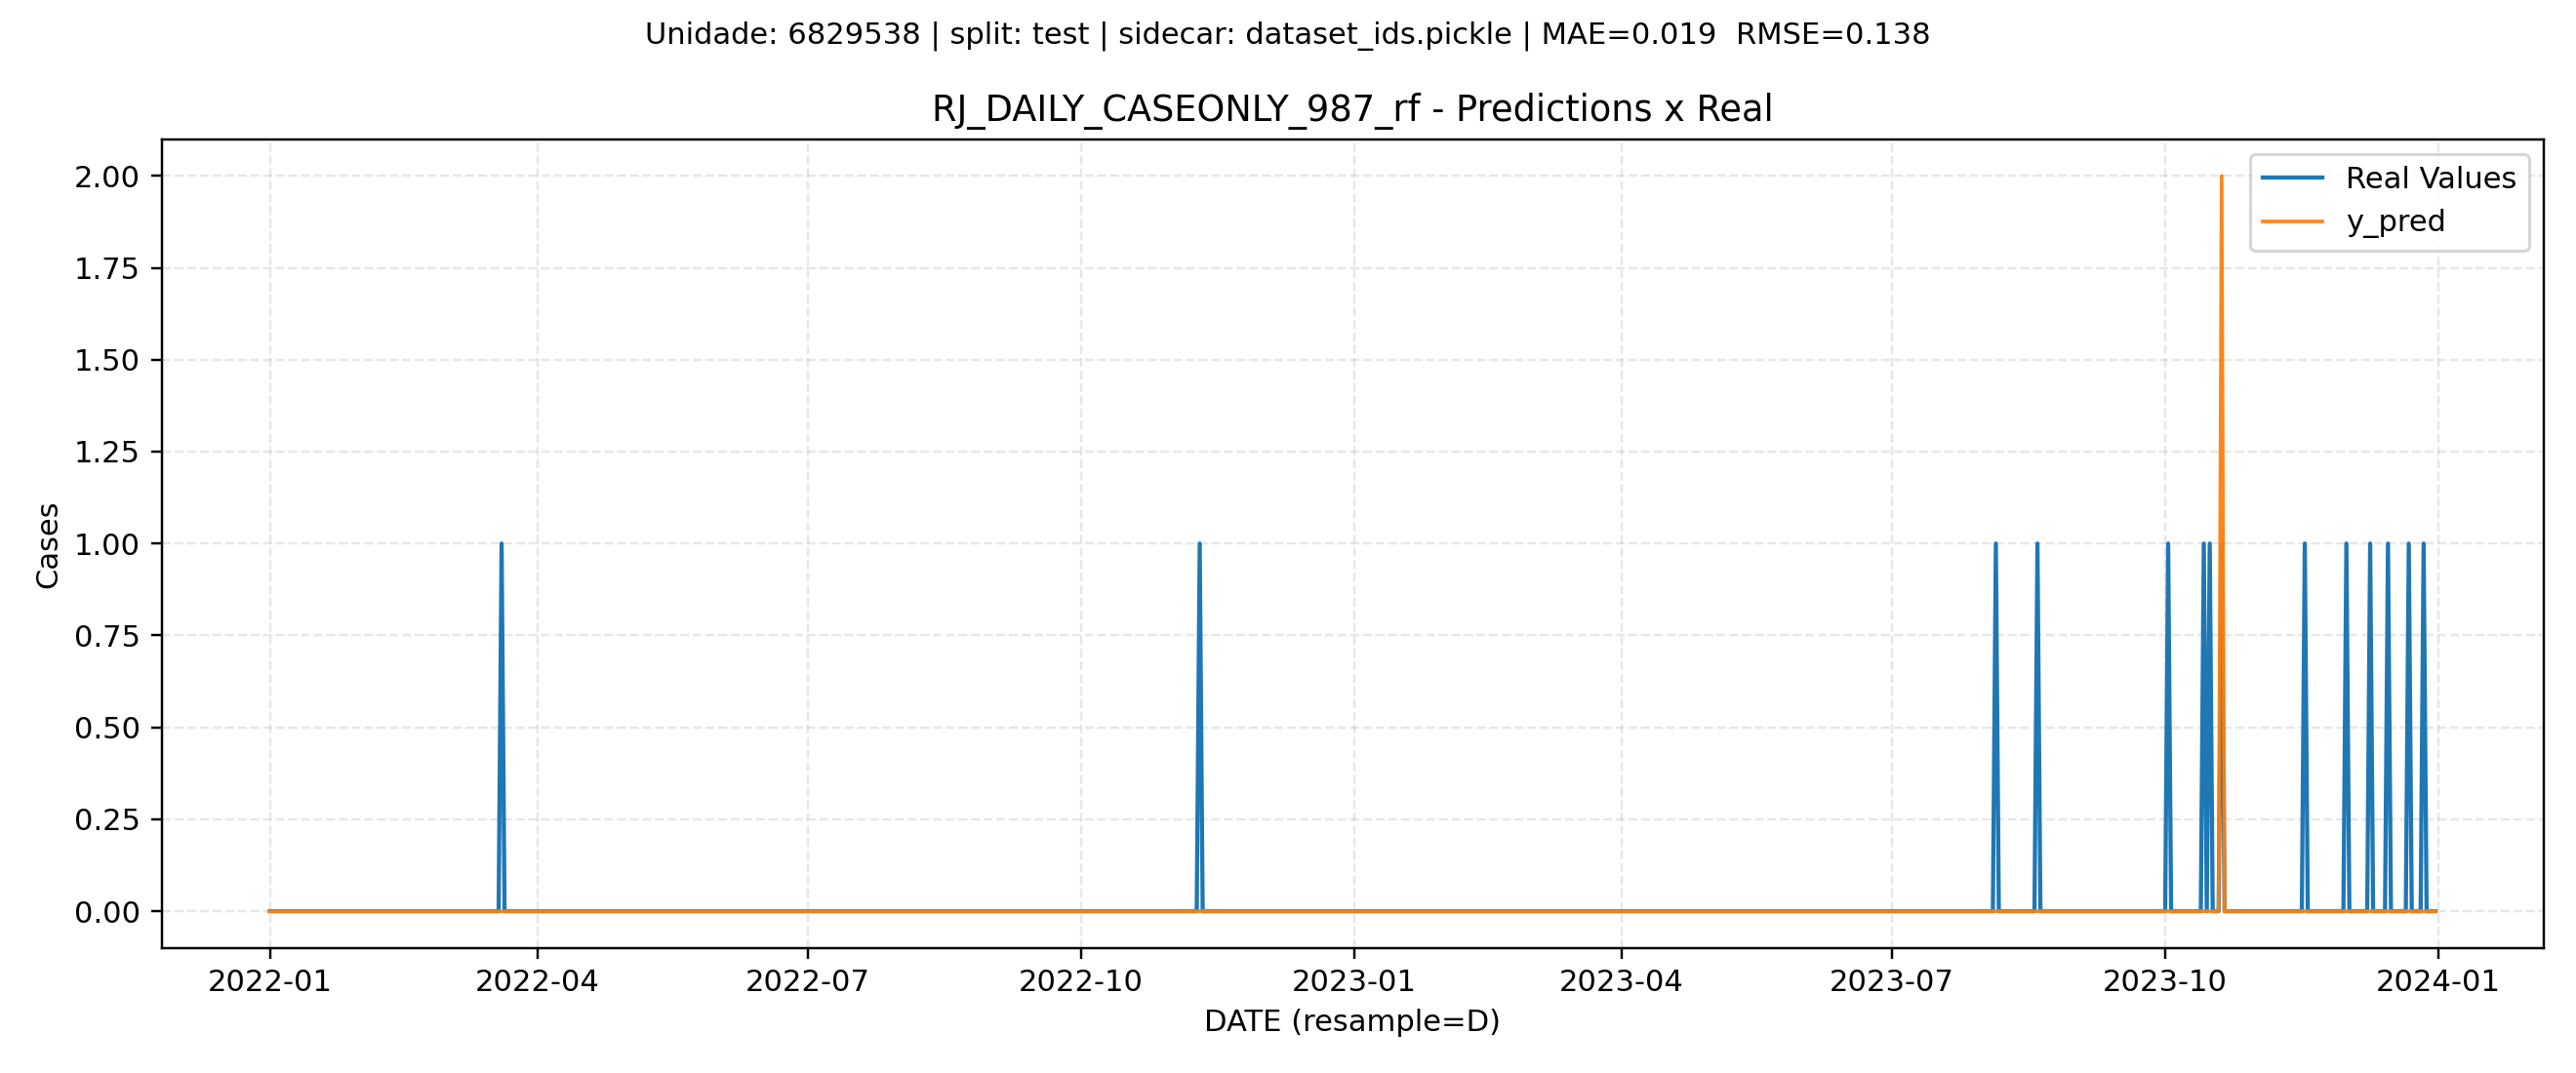 Unidade: 6829538 | split: test | sidecar: dataset_ids.pickle | MAE=0.019  RMSE=0.138
RJ_DAILY_CASEONLY_987_rf - Predictions x Real
Real Values
y_pred
Cases
2.00
1.75
1.50
1.25
1.00
0.75
0.50
0.25
0.00
2022-01 2022-04 2022-07 2022-10 2023-01 2023-04 2023-07 2023-10 2024-01
DATE (resample=D)